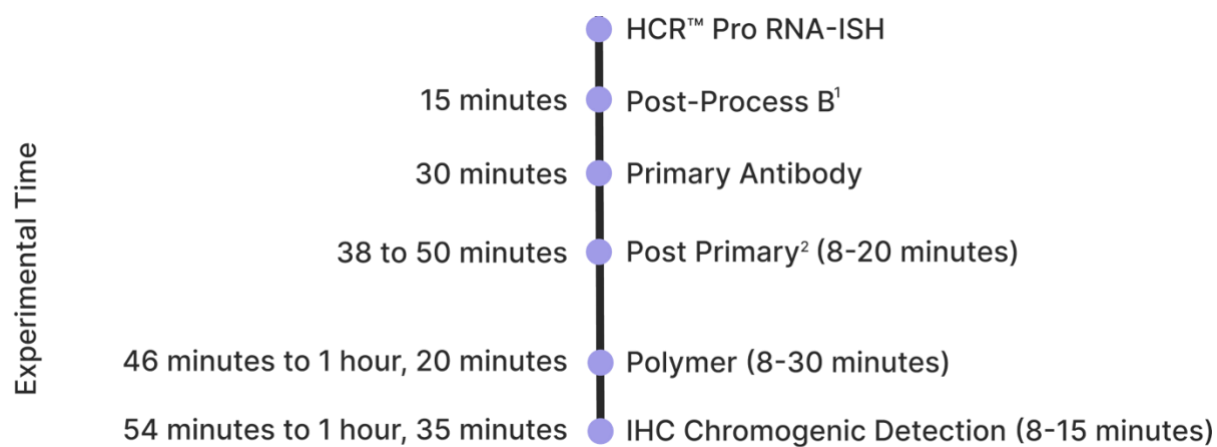 HCR™ Pro RNA-ISH
15 minutes Post-Process B¹
30 minutes Primary Antibody
38 to 50 minutes Post Primary² (8-20 minutes)
46 minutes to 1 hour, 20 minutes Polymer (8-30 minutes)
54 minutes to 1 hour, 35 minutes IHC Chromogenic Detection (8-15 minutes)
Experimental Time